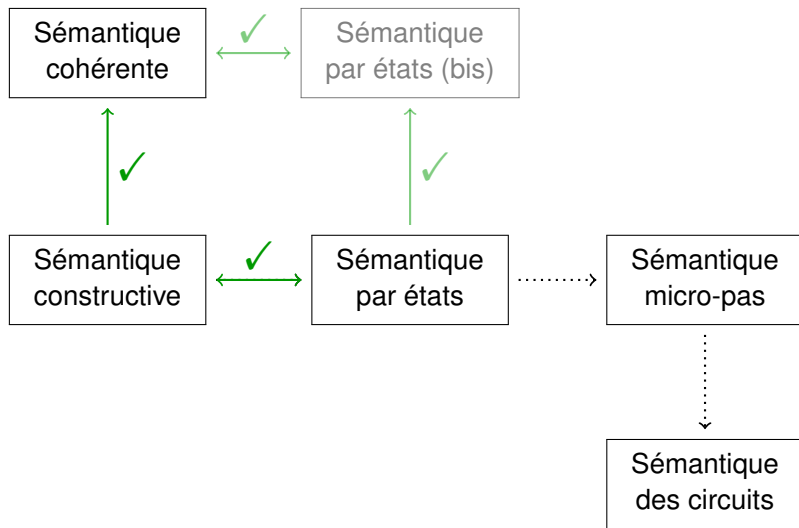 Sémantique
cohérente
Sémantique
par états (bis)
Sémantique
constructive
Sémantique
par états
Sémantique
micro-pas
Sémantique
des circuits